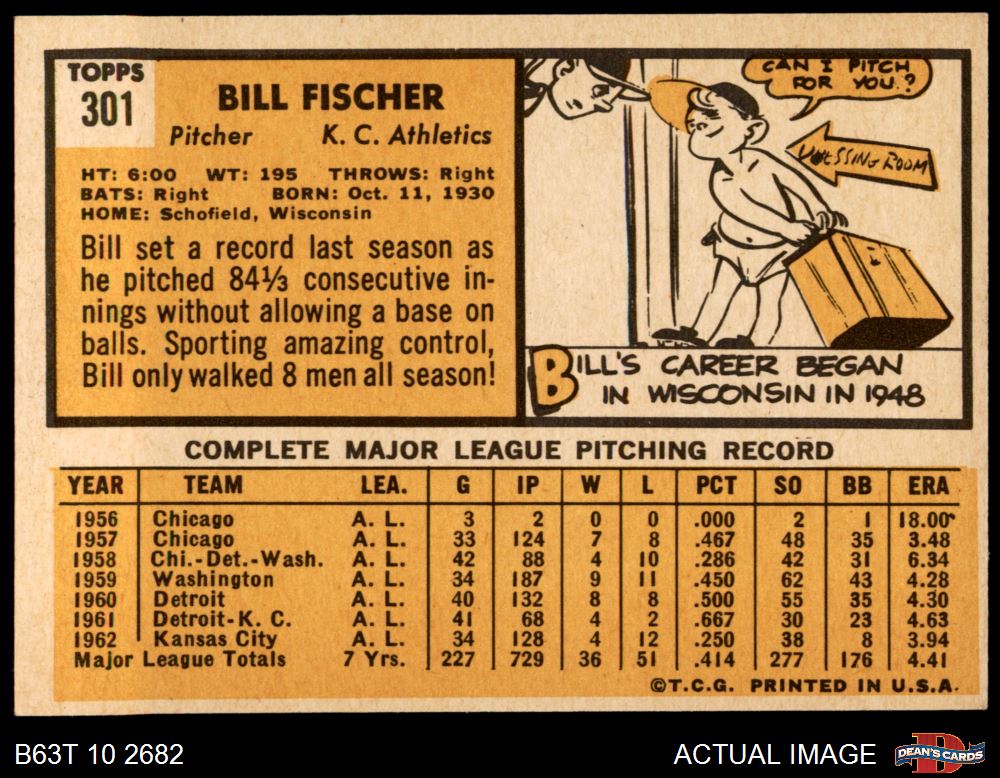 TOPPS
301
BILL FISCHER
Pitcher K. C. Athletics
HT: 6:00 WT: 195 THROWS: Right
BATS: Right BORN: Oct. 11, 1930
HOME: Schofield, Wisconsin
Bill set a record last season as
he pitched 84⅓ consecutive in-
nings without allowing a base on
balls. Sporting amazing control,
Bill only walked 8 men all season!
CAN I PITCH
FOR YOU?
DRESSING ROOM
BILL'S CAREER BEGAN
IN WISCONSIN IN 1948
COMPLETE MAJOR LEAGUE PITCHING RECORD
YEAR TEAM LEA. G IP W L PCT SO BB ERA
1956 Chicago A. L. 3 2 0 0 .000 2 1 18.00
1957 Chicago A. L. 33 124 7 8 .467 48 35 3.48
1958 Chi.-Det.-Wash. A. L. 42 88 4 10 .286 42 31 6.34
1959 Washington A. L. 34 187 9 11 .450 62 43 4.28
1960 Detroit A. L. 40 132 8 8 .500 55 35 4.30
1961 Detroit-K. C. A. L. 41 68 4 2 .667 30 23 4.63
1962 Kansas City A. L. 34 128 4 12 .250 38 8 3.94
Major League Totals 7 Yrs. 227 729 36 51 .414 277 176 4.41
©T.C.G. PRINTED IN U.S.A.
B63T 10 2682 ACTUAL IMAGE DEAN'S CARDS